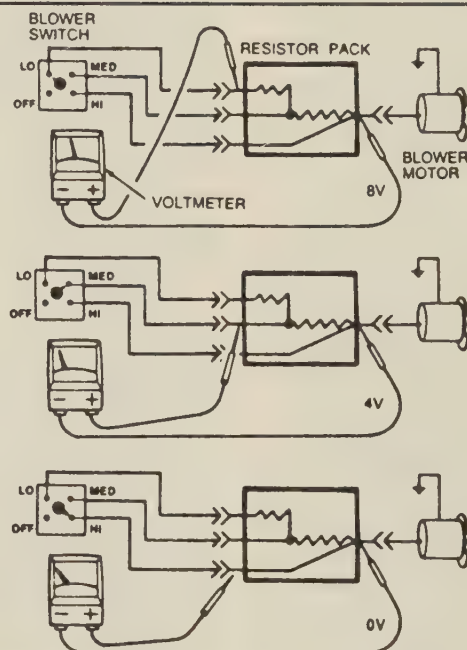 BLOWER
SWITCH
RESISTOR PACK
LO MED
OFF HI
BLOWER
MOTOR
- +
VOLTMETER
8V
LO MED
OFF HI
- +
4V
LO MED
OFF HI
- +
0V